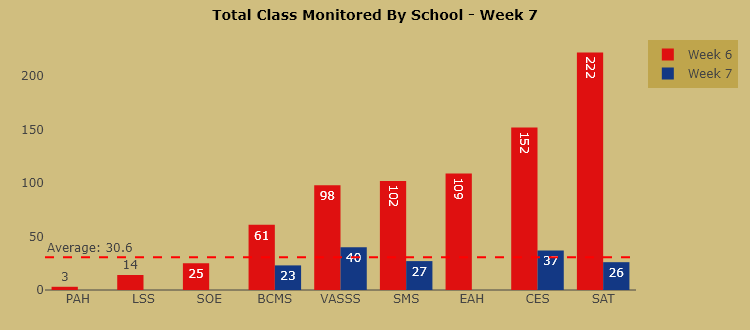 Total Class Monitored By School - Week 7
Week 6
Week 7
200
150
100
50
0
Average: 30.6
3
14
25
61
23
98
40
102
27
109
152
37
222
26
PAH
LSS
SOE
BCMS
VASSS
SMS
EAH
CES
SAT